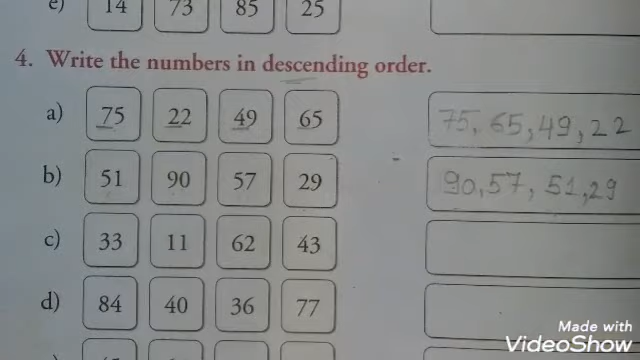 e) 14 73 85 25
4. Write the numbers in descending order.
a) 75 22 49 65 75, 65, 49, 22
b) 51 90 57 29 90, 57, 51, 29
c) 33 11 62 43
d) 84 40 36 77
Made with
VideoShow